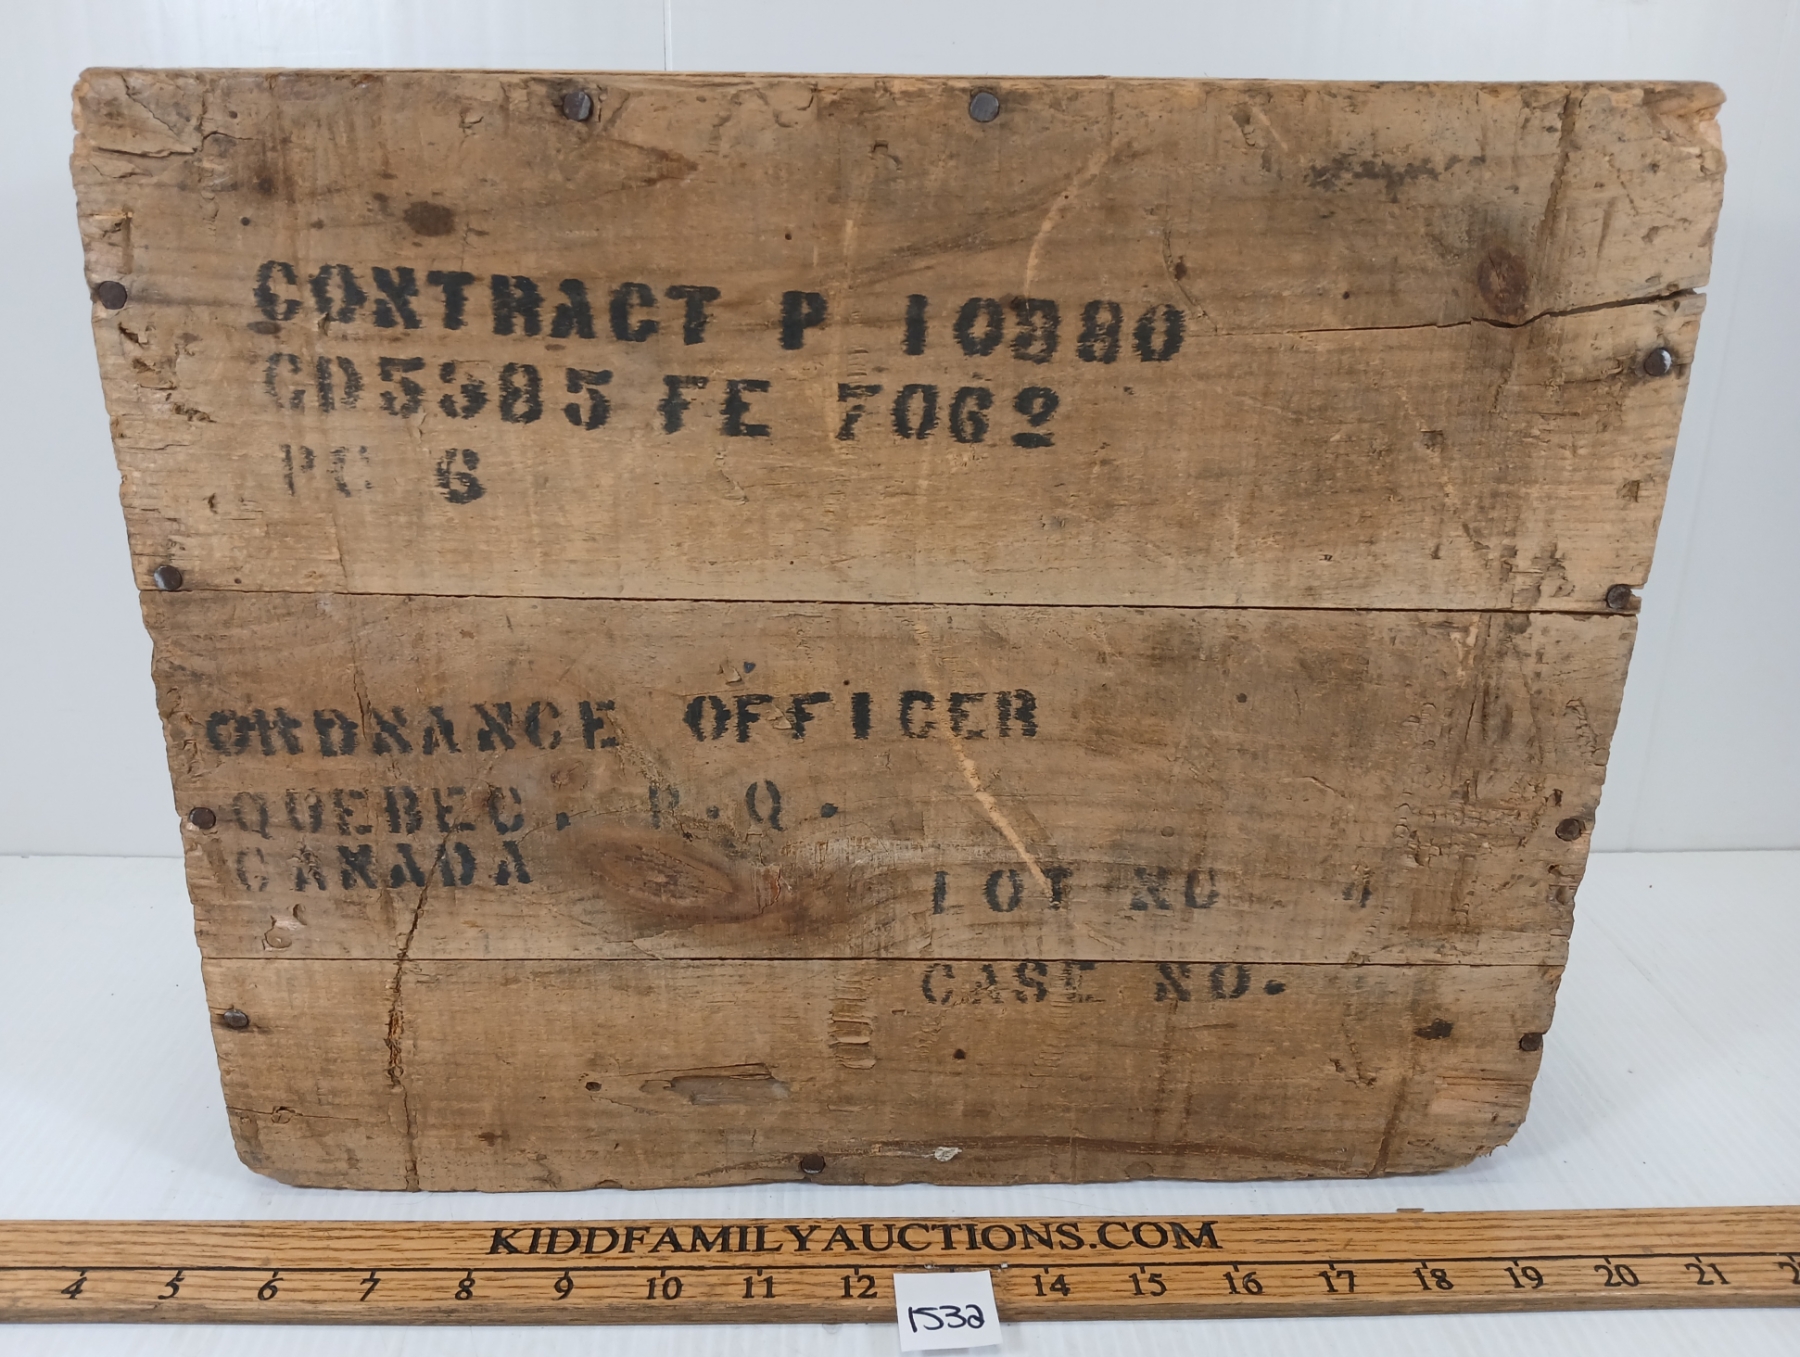 CONTRACT P 10880
CD5385 FE 7062
PC 6
ORDNANCE OFFICER
QUEBEC. P.Q.
CANADA
LOT NO
CASE NO.
KIDDFAMILYAUCTIONS.COM
4 5 6 7 8 9 10 11 12 14 15 16 17 18 19 20 21
1532